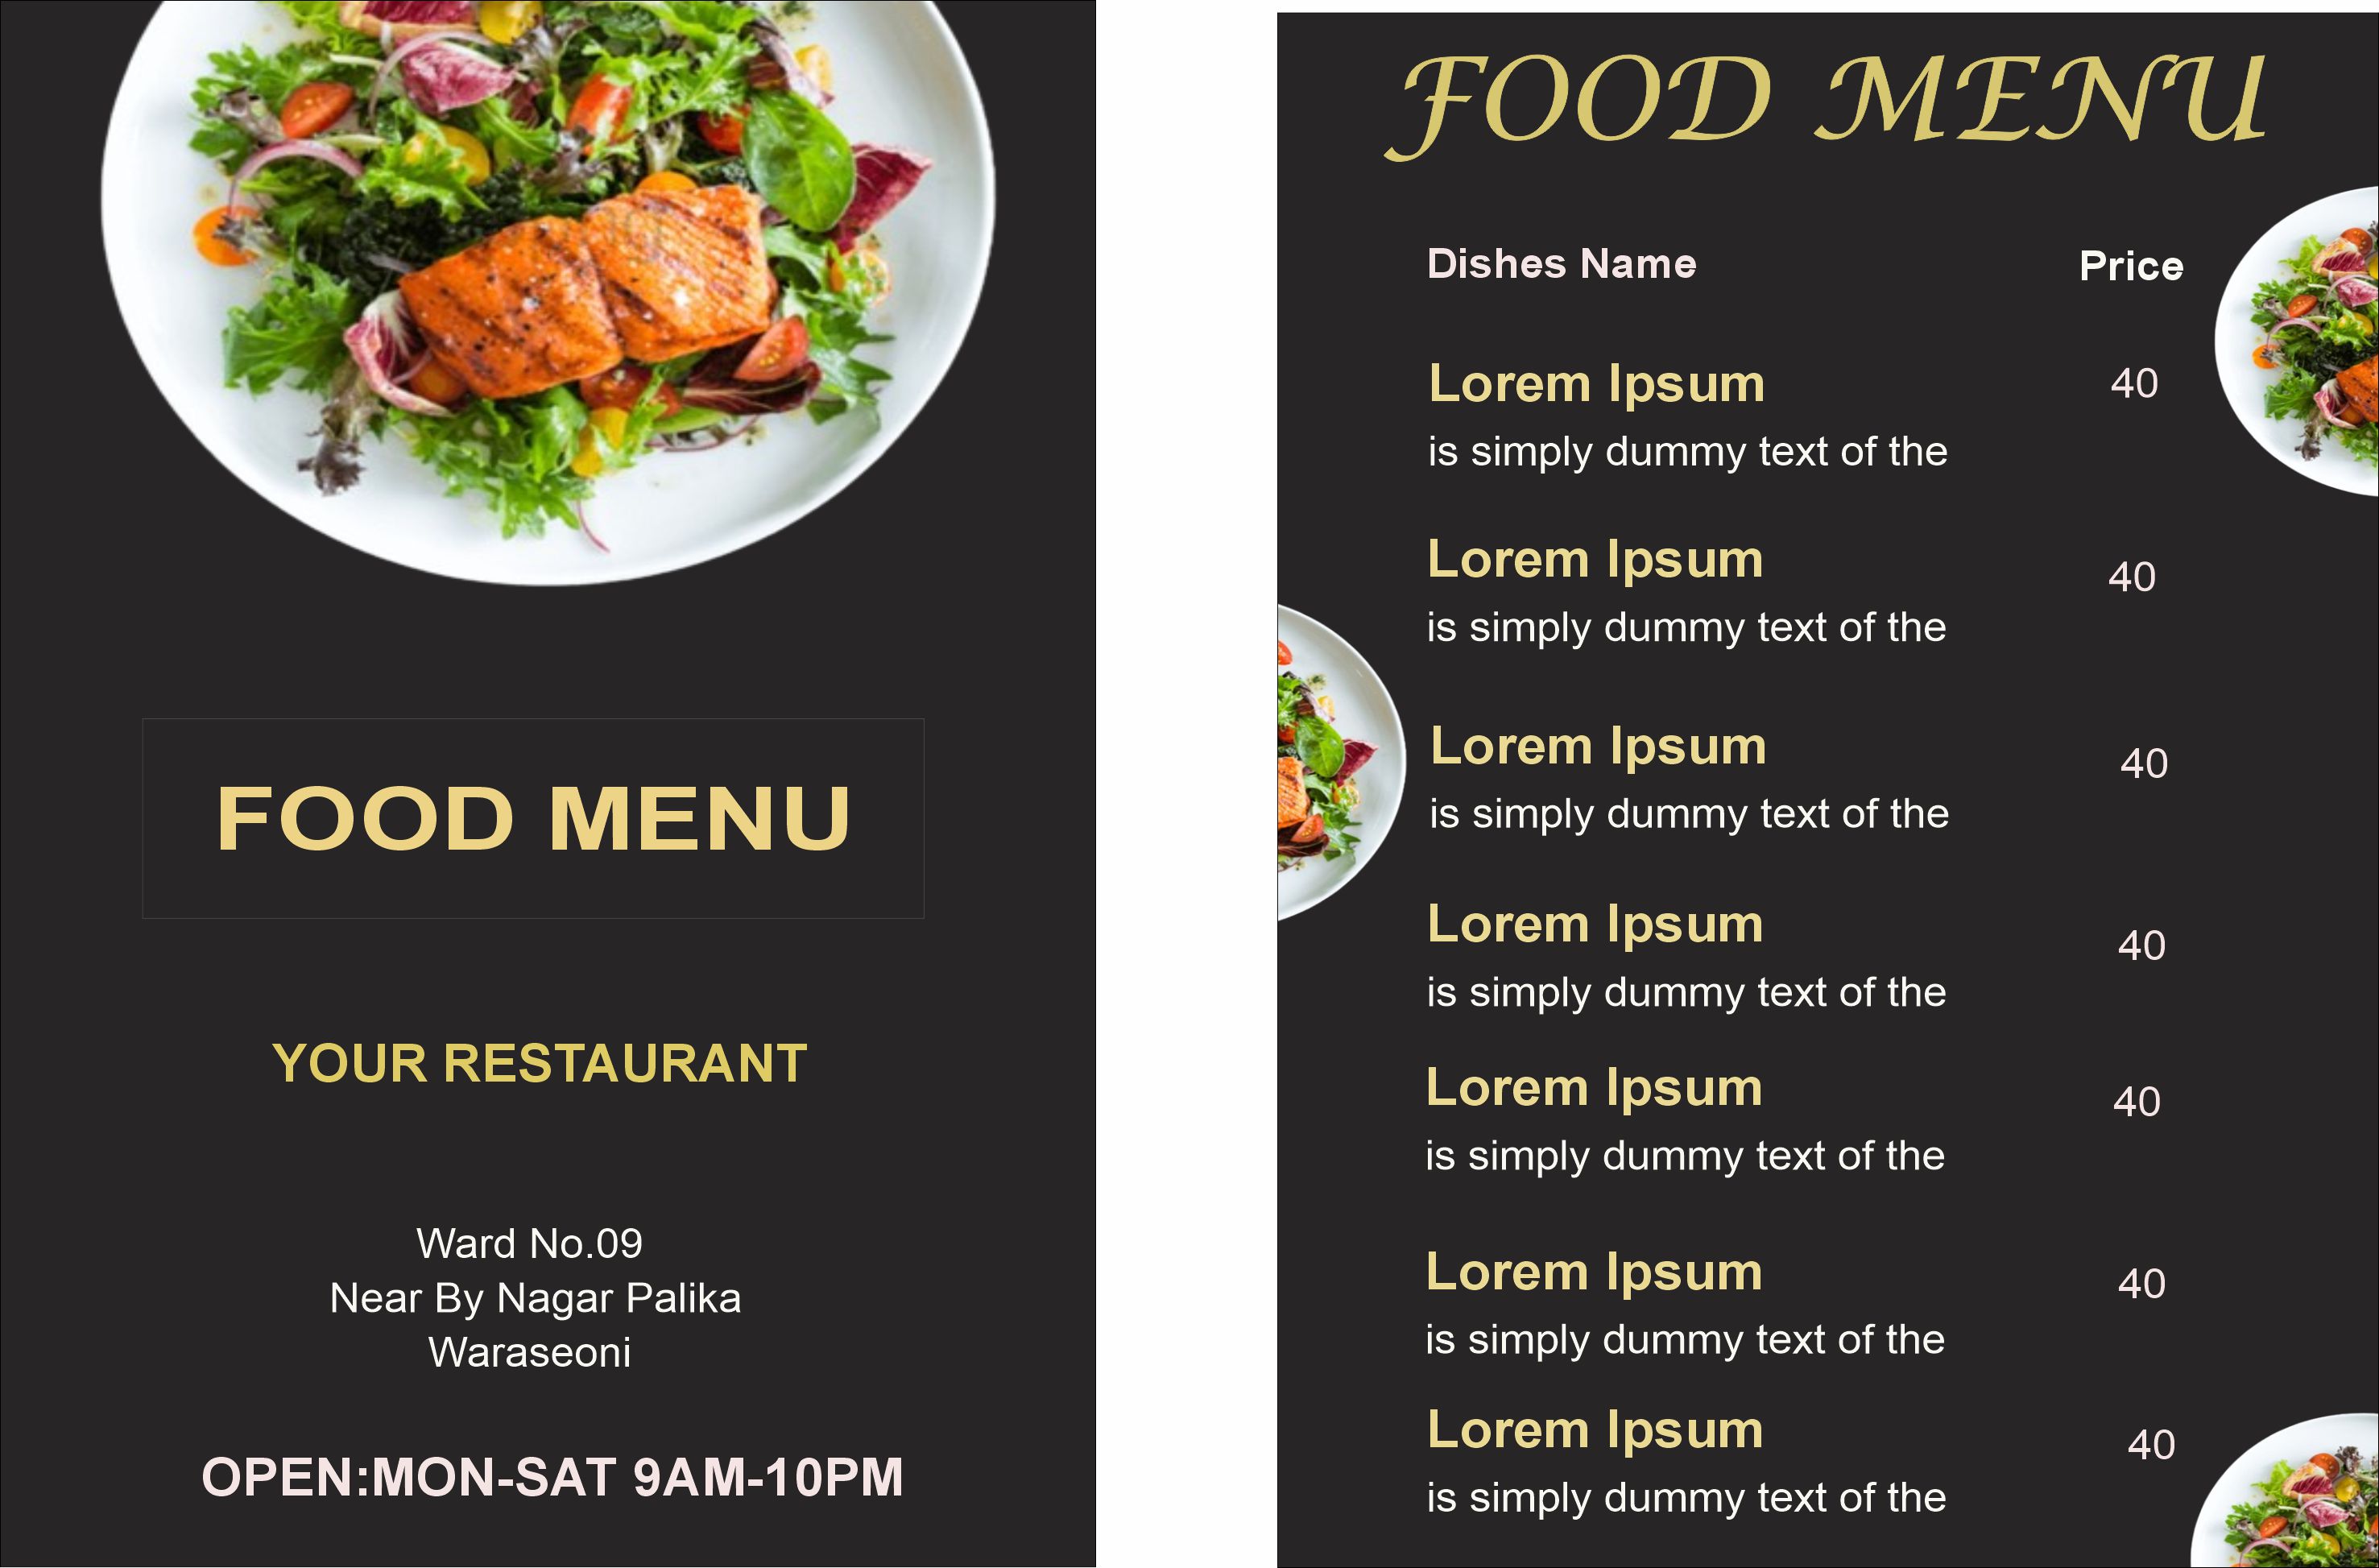 FOOD MENU
YOUR RESTAURANT
Ward No.09
Near By Nagar Palika
Waraseoni
OPEN:MON-SAT 9AM-10PM
FOOD MENU
Dishes Name Price
Lorem Ipsum 40
is simply dummy text of the
Lorem Ipsum 40
is simply dummy text of the
Lorem Ipsum 40
is simply dummy text of the
Lorem Ipsum 40
is simply dummy text of the
Lorem Ipsum 40
is simply dummy text of the
Lorem Ipsum 40
is simply dummy text of the
Lorem Ipsum 40
is simply dummy text of the